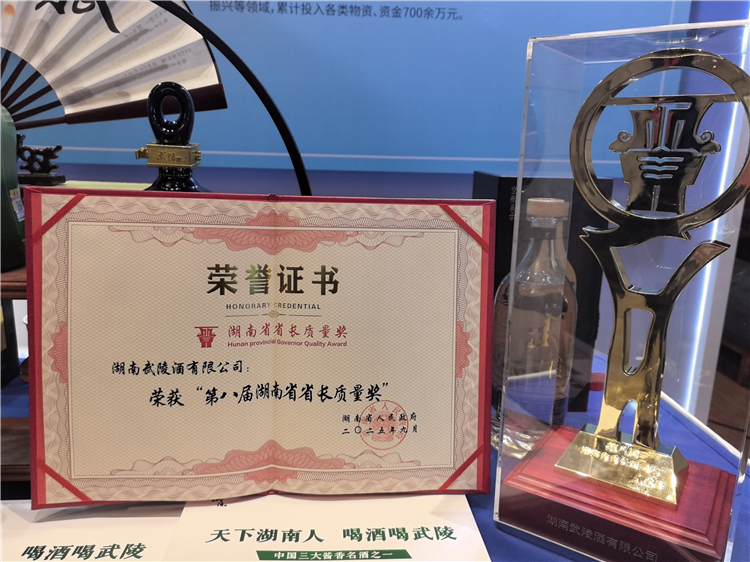 振兴等领域,累计投入各类物资、资金700余万元。
荣誉证书
HONORARY CREDENTIAL
湖南省省长质量奖
Hunan provincial Governor Quality Award
湖南武陵酒有限公司:
荣获“第八届湖南省省长质量奖”
湖南省人民政府
二〇二五年九月
湖南武陵酒有限公司
喝酒喝武陵
天下湖南人 喝酒喝武陵
中国三大酱香名酒之一